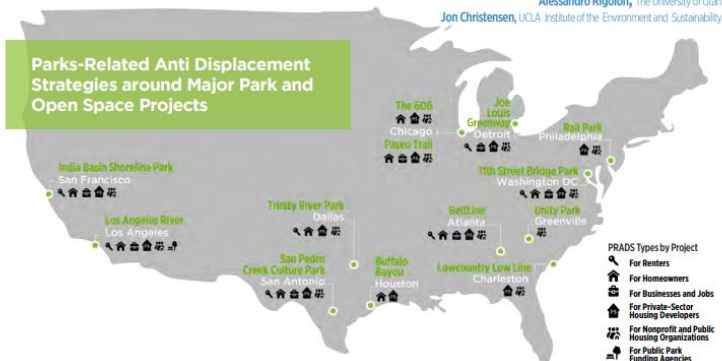 Alessandro Rigolon, The University of Utah
Jon Christensen, UCLA Institute of the Environment and Sustainability
Parks-Related Anti Displacement
Strategies around Major Park and
Open Space Projects
The 606
Chicago
Paseo Trail
Joe
Louis
Greenway
Detroit
Rail Park
Philadelphia
India Basin Shoreline Park
San Francisco
11th Street Bridge Park
Washington DC
Los Angeles River
Los Angeles
Trinity River Park
Dallas
BeltLine
Atlanta
Unity Park
Greenville
San Pedro
Creek Culture Park
San Antonio
Buffalo
Bayou
Houston
Lowcountry Low Line
Charleston
PRADS Types by Project
For Renters
For Homeowners
For Businesses and Jobs
For Private-Sector
Housing Developers
For Nonprofit and Public
Housing Organizations
For Public Park
Funding Agencies